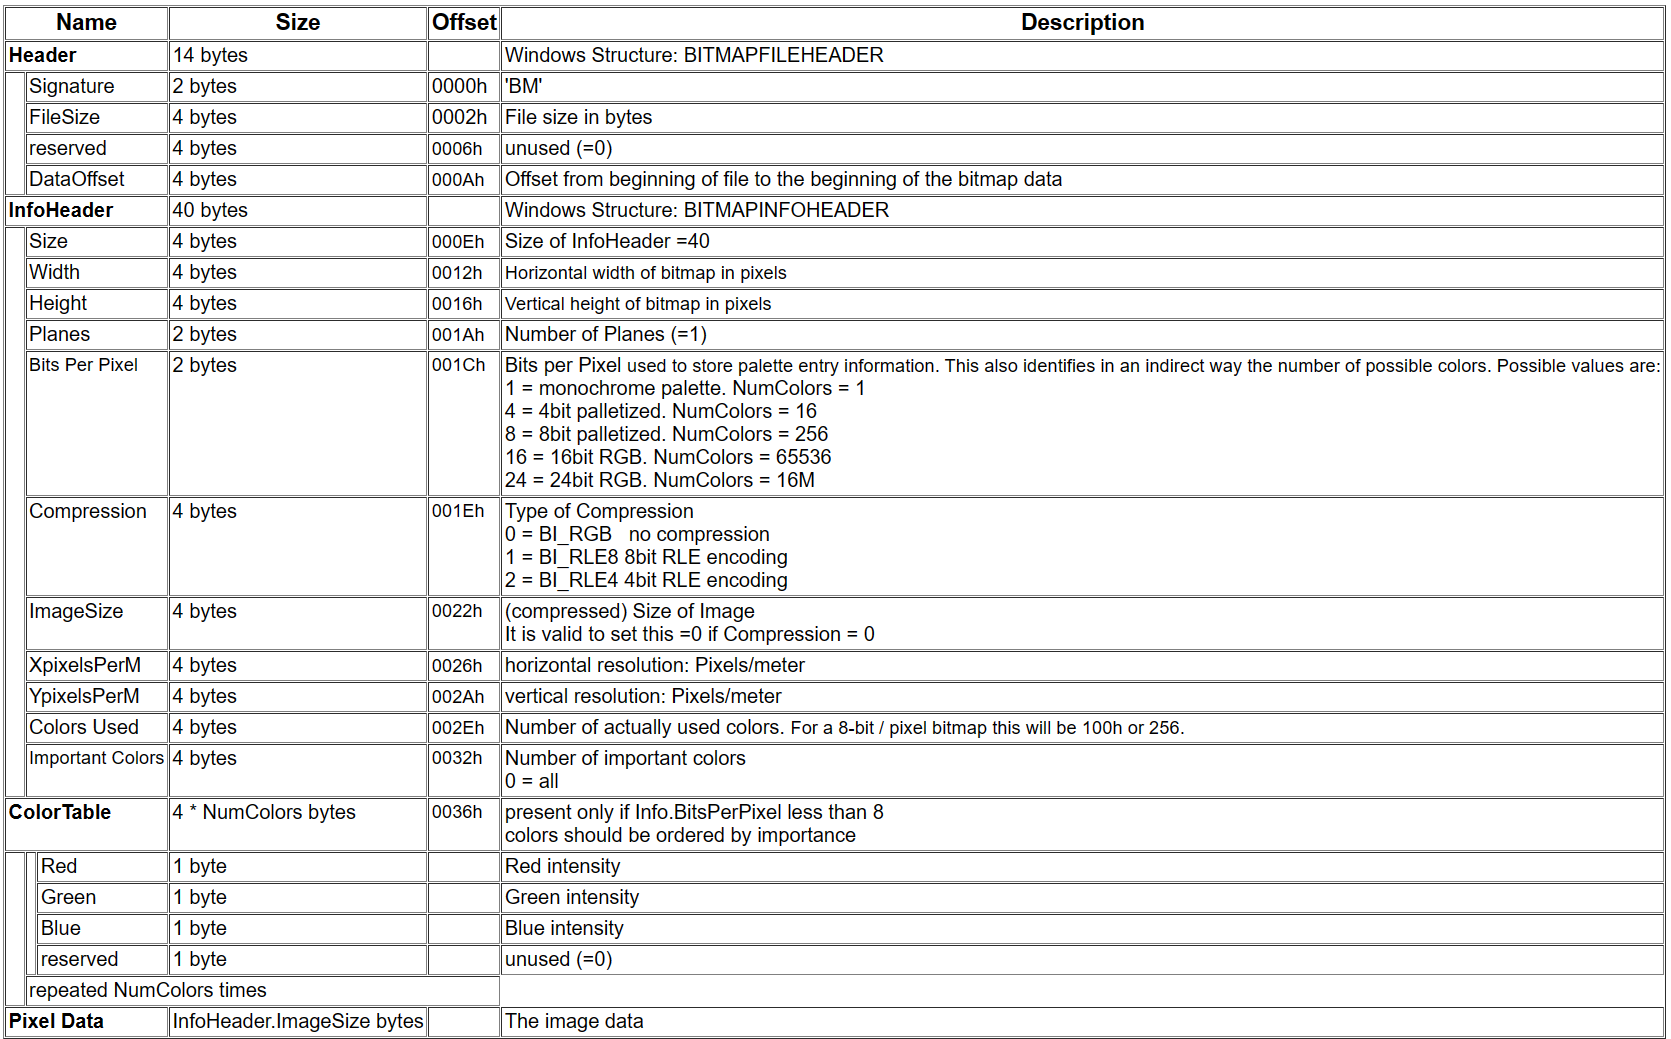 Name Size Offset Description
Header 14 bytes Windows Structure: BITMAPFILEHEADER
Signature 2 bytes 0000h 'BM'
FileSize 4 bytes 0002h File size in bytes
reserved 4 bytes 0006h unused (=0)
DataOffset 4 bytes 000Ah Offset from beginning of file to the beginning of the bitmap data
InfoHeader 40 bytes Windows Structure: BITMAPINFOHEADER
Size 4 bytes 000Eh Size of InfoHeader =40
Width 4 bytes 0012h Horizontal width of bitmap in pixels
Height 4 bytes 0016h Vertical height of bitmap in pixels
Planes 2 bytes 001Ah Number of Planes (=1)
Bits Per Pixel 2 bytes 001Ch Bits per Pixel used to store palette entry information. This also identifies in an indirect way the number of possible colors. Possible values are:
1 = monochrome palette. NumColors = 1
4 = 4bit palletized. NumColors = 16
8 = 8bit palletized. NumColors = 256
16 = 16bit RGB. NumColors = 65536
24 = 24bit RGB. NumColors = 16M
Compression 4 bytes 001Eh Type of Compression
0 = BI_RGB no compression
1 = BI_RLE8 8bit RLE encoding
2 = BI_RLE4 4bit RLE encoding
ImageSize 4 bytes 0022h (compressed) Size of Image
It is valid to set this =0 if Compression = 0
XpixelsPerM 4 bytes 0026h horizontal resolution: Pixels/meter
YpixelsPerM 4 bytes 002Ah vertical resolution: Pixels/meter
Colors Used 4 bytes 002Eh Number of actually used colors. For a 8-bit / pixel bitmap this will be 100h or 256.
Important Colors 4 bytes 0032h Number of important colors
0 = all
ColorTable 4 * NumColors bytes 0036h present only if Info.BitsPerPixel less than 8
colors should be ordered by importance
Red 1 byte Red intensity
Green 1 byte Green intensity
Blue 1 byte Blue intensity
reserved 1 byte unused (=0)
repeated NumColors times
Pixel Data InfoHeader.ImageSize bytes The image data